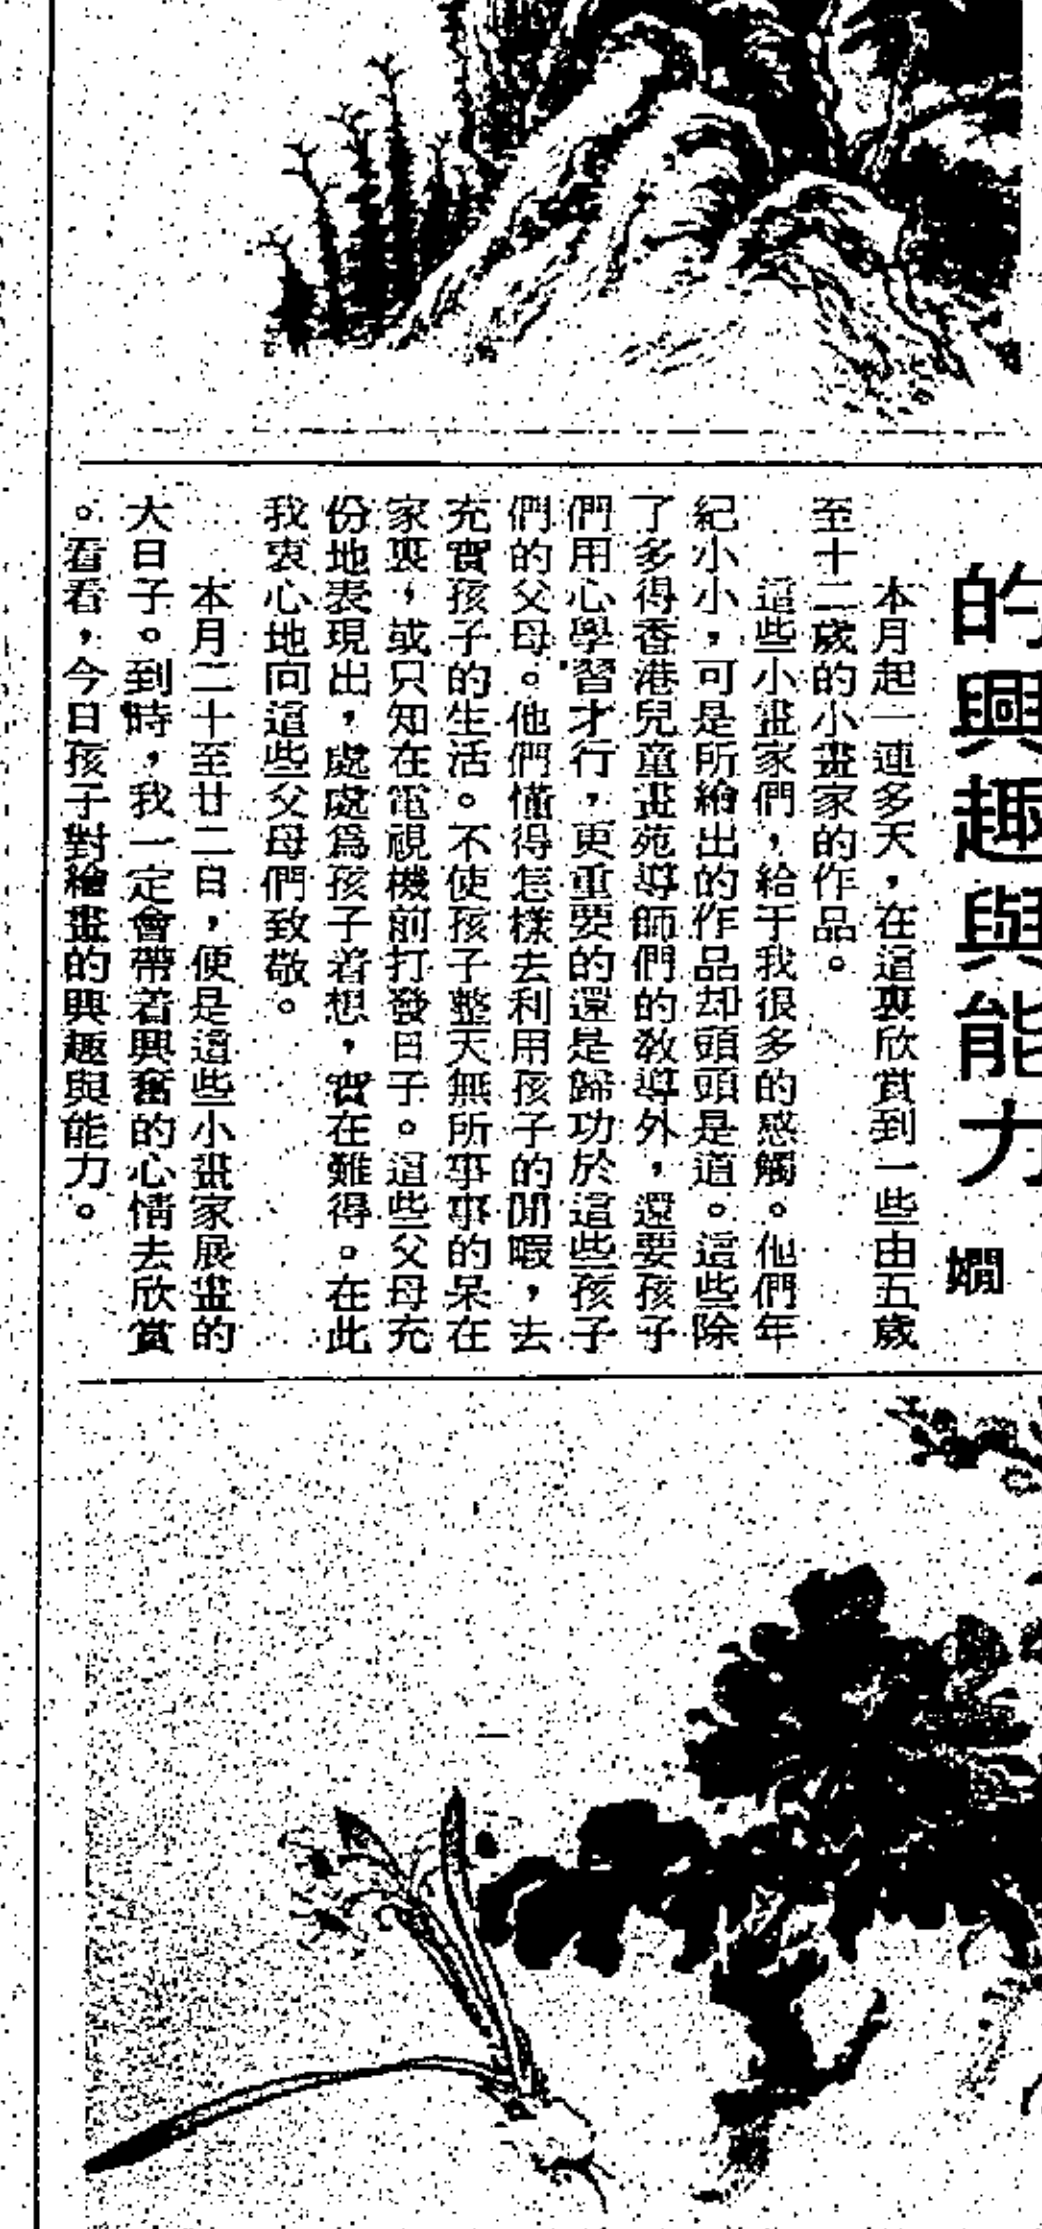 的興趣與能力
嫺
本月起一連多天，在這裏欣賞到一些由五歲
至十二歲的小畫家的作品。
這些小畫家們，給于我很多的感觸。他們年
紀小小，可是所繪出的作品却頭頭是道。這些除
了多得香港兒童畫苑導師們的敎導外，還要孩子
們用心學習才行，更重要的還是歸功於這些孩子
們的父母。他們懂得怎樣去利用孩子的閒暇，去
充實孩子的生活。不使孩子整天無所事事的呆在
家裏，或只知在電視機前打發日子。這些父母充
份地表現出，處處爲孩子着想，實在難得。在此
我衷心地向這些父母們致敬。
本月二十至廿二日，便是這些小畫家展畫的
大日子。到時，我一定會帶着興奮的心情去欣賞
。看看，今日孩子對繪畫的興趣與能力。